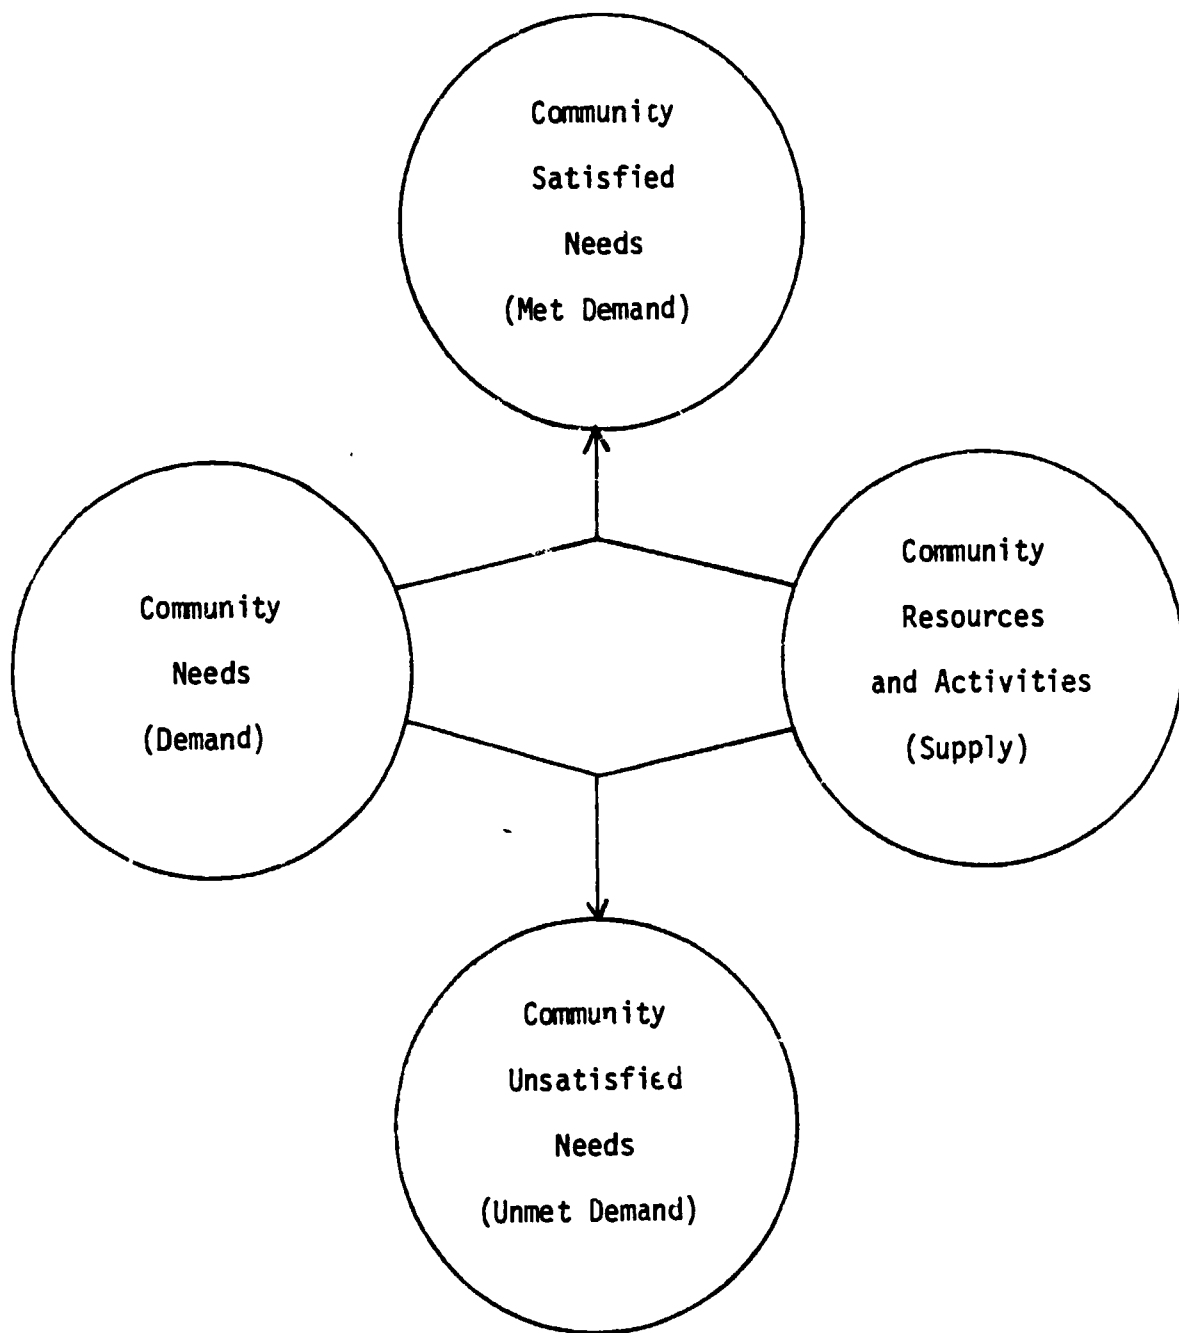 Community
Satisfied
Needs
(Met Demand)
Community
Needs
(Demand)
Community
Resources
and Activities
(Supply)
Community
Unsatisfied
Needs
(Unmet Demand)